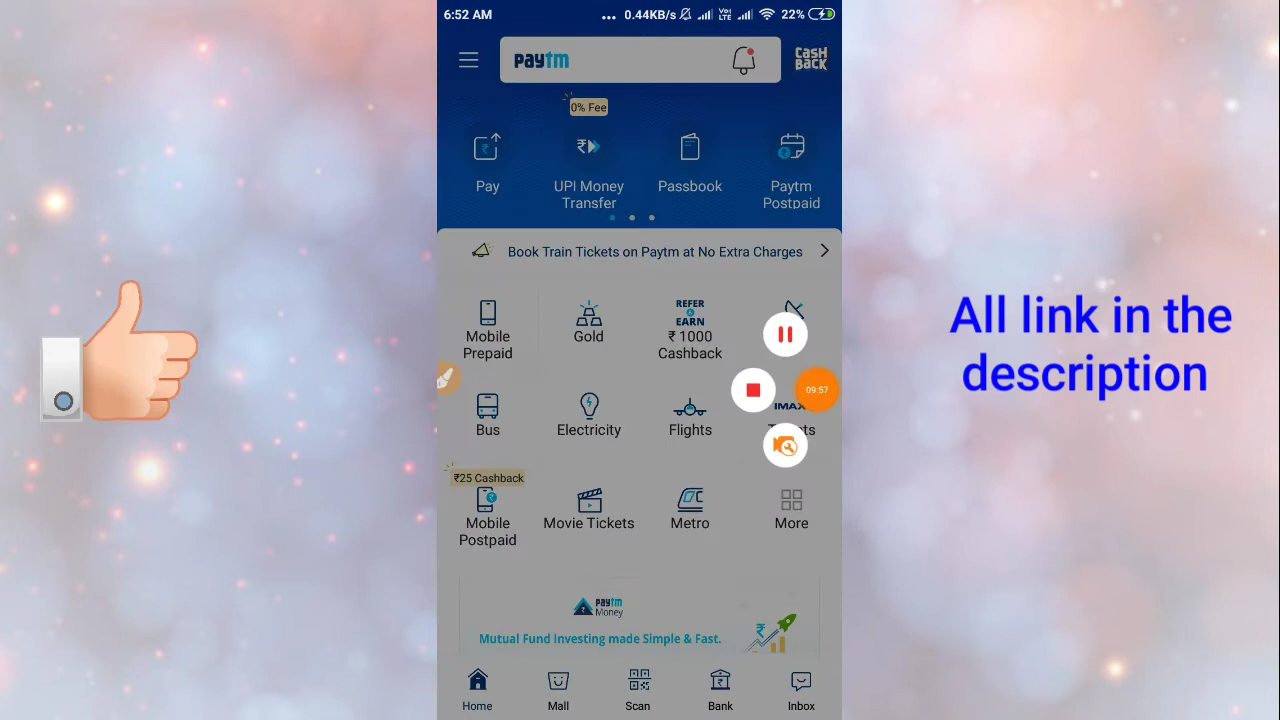 6:52 AM
... 0.44KB/s Vo) LTE 22%
paytm
CASH
BACK
0% Fee
Pay
UPI Money
Transfer
Passbook
Paytm
Postpaid
Book Train Tickets on Paytm at No Extra Charges
Mobile
Prepaid
Gold
REFER
&
EARN
₹ 1000
Cashback
09:57
Bus
Electricity
Flights
IMAX
₹25 Cashback
Mobile
Postpaid
Movie Tickets
Metro
More
paytm
Money
Mutual Fund Investing made Simple & Fast.
Home
Mall
Scan
Bank
Inbox
All link in the
description